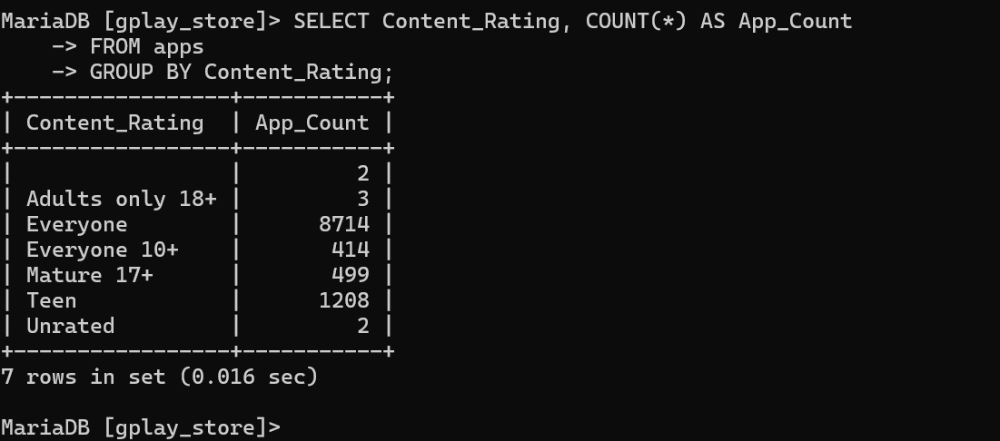 MariaDB [gplay_store]> SELECT Content_Rating, COUNT(*) AS App_Count
    -> FROM apps
    -> GROUP BY Content_Rating;
+-----------------+-----------+
| Content_Rating  | App_Count |
+-----------------+-----------+
|                 |         2 |
| Adults only 18+ |         3 |
| Everyone        |      8714 |
| Everyone 10+    |       414 |
| Mature 17+      |       499 |
| Teen            |      1208 |
| Unrated         |         2 |
+-----------------+-----------+
7 rows in set (0.016 sec)

MariaDB [gplay_store]>